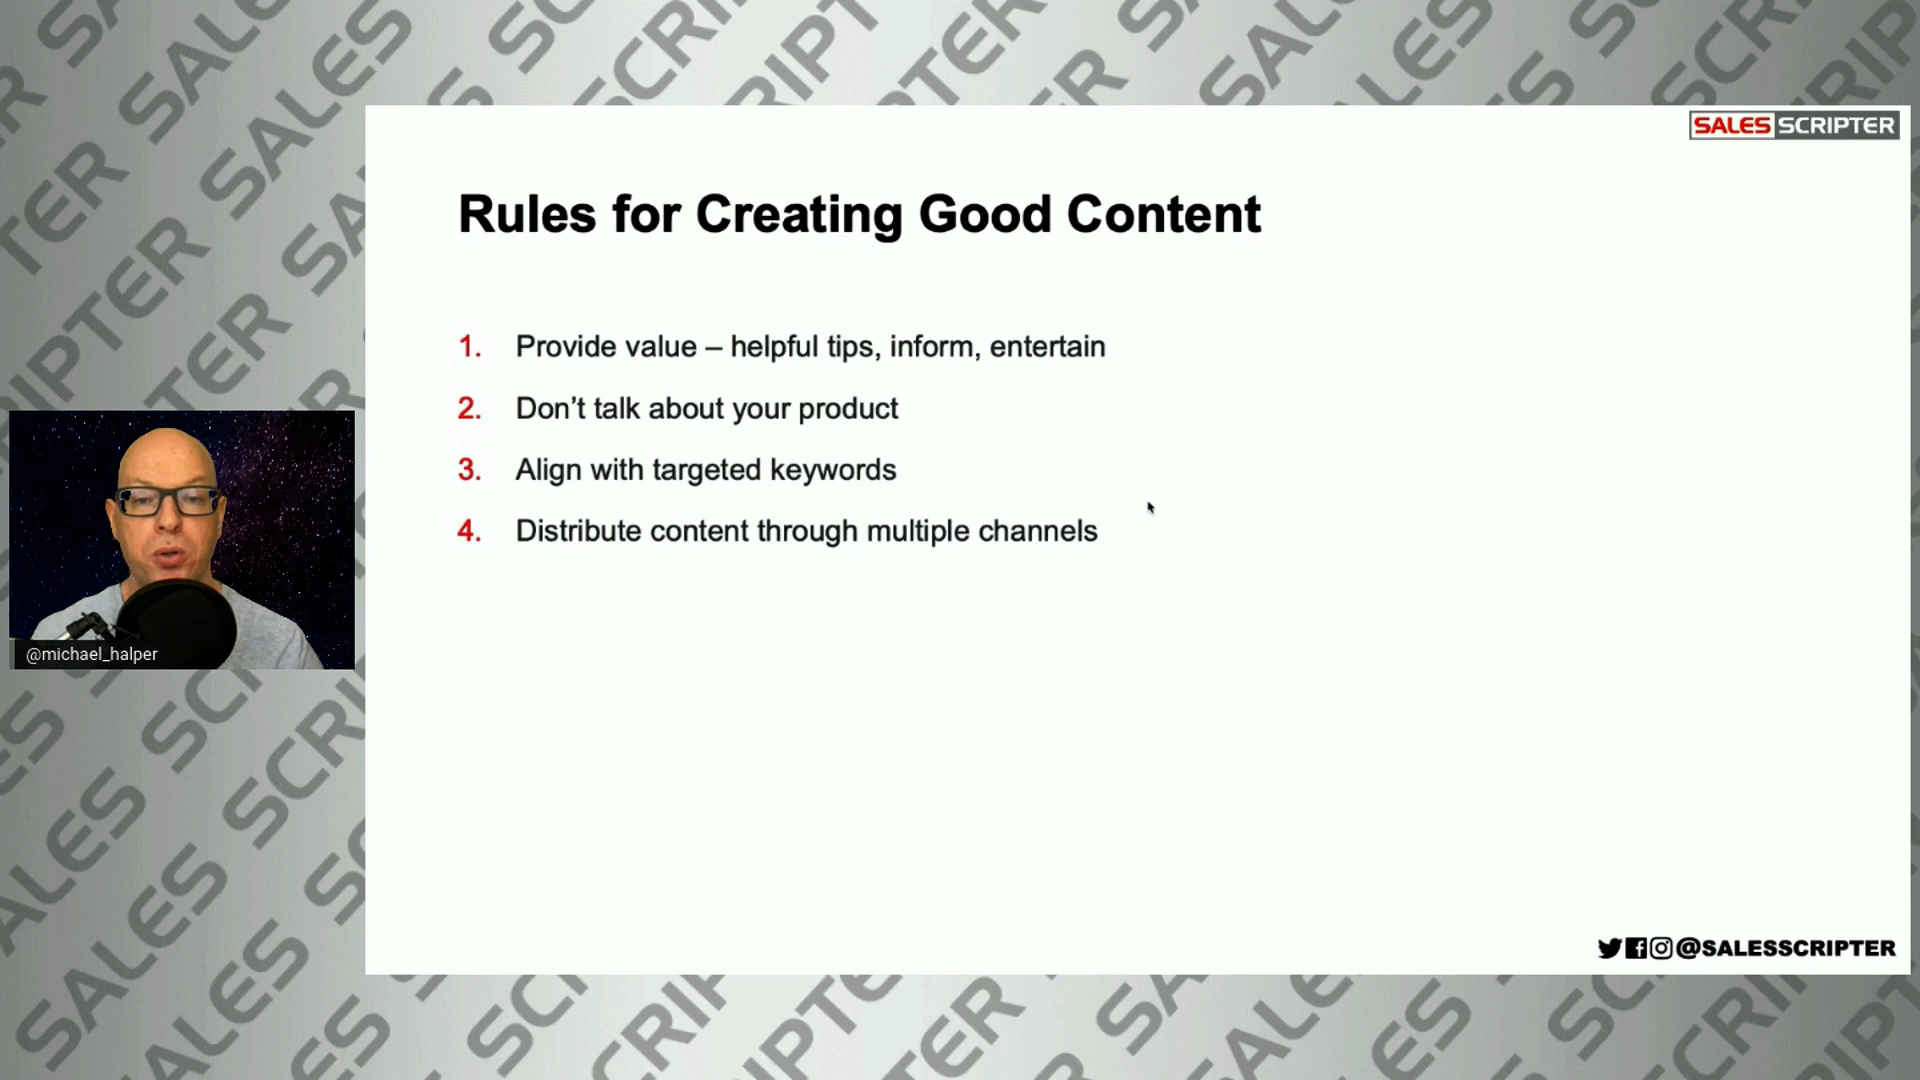 SALES SCRIPTER
Rules for Creating Good Content
1. Provide value – helpful tips, inform, entertain
2. Don’t talk about your product
3. Align with targeted keywords
4. Distribute content through multiple channels
@michael_halper
@SALESSCRIPTER